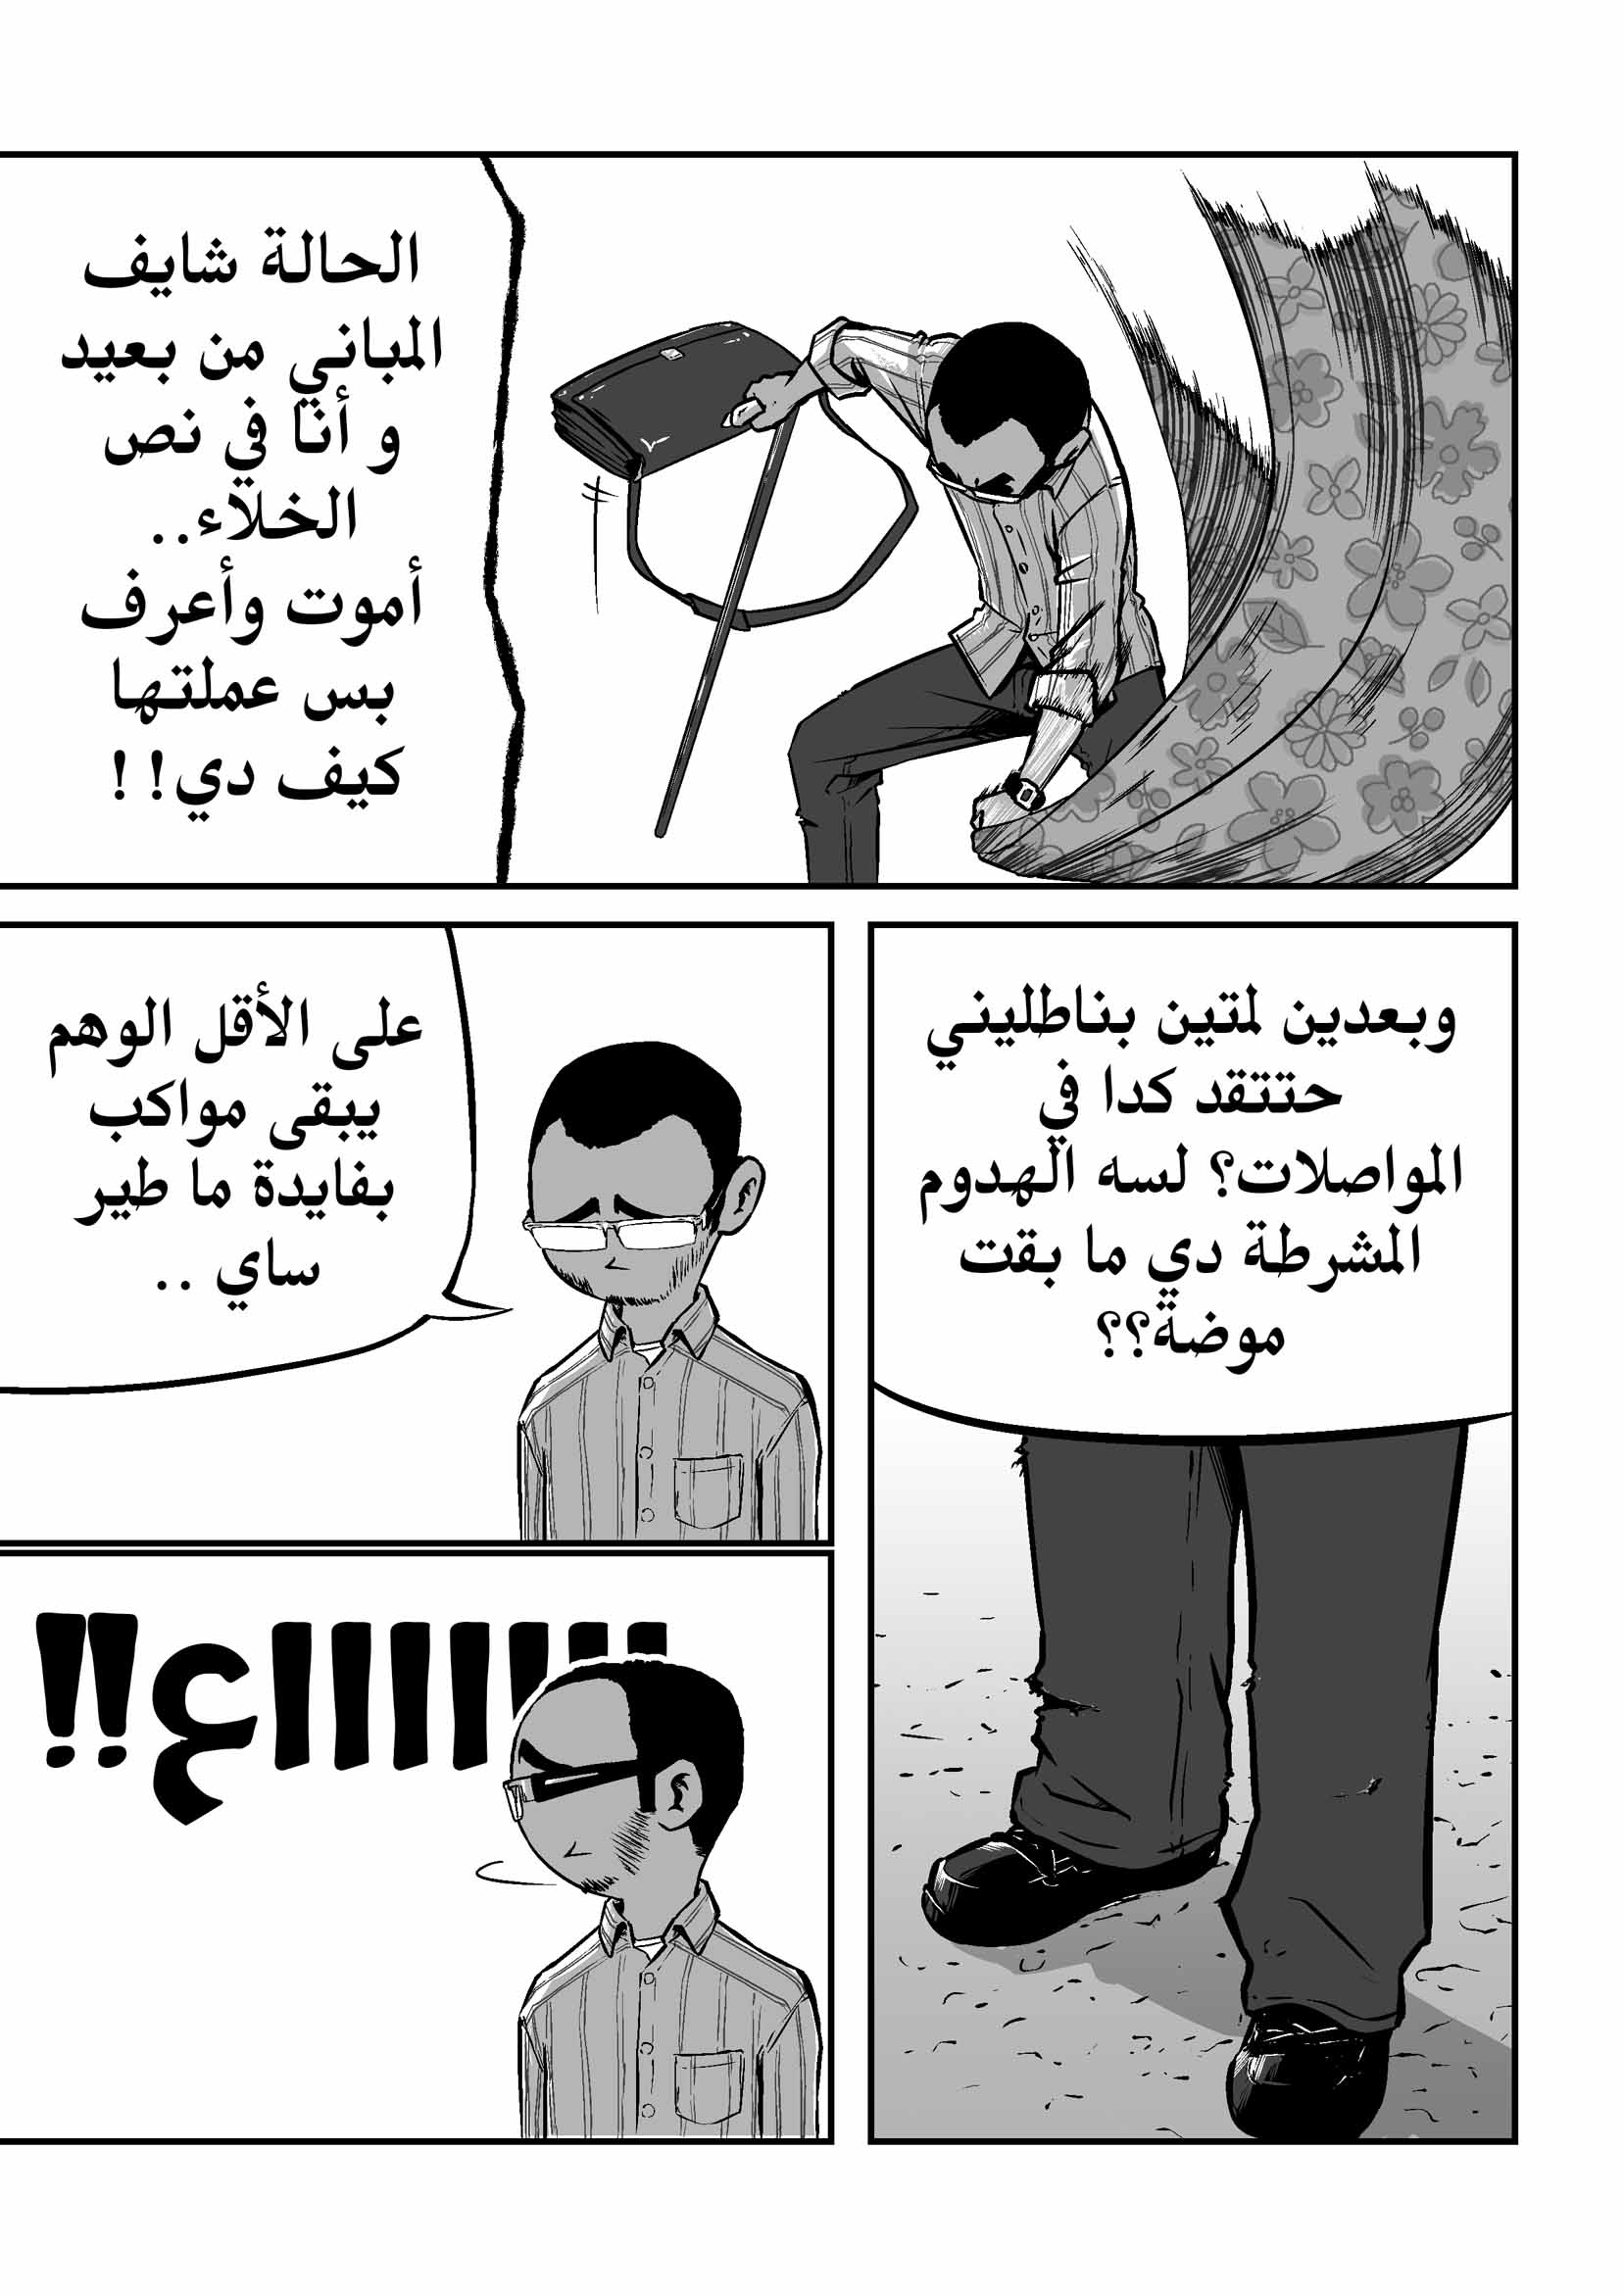 الحالة شايف
المباني من بعيد
و أنا في نص
الخلاء..
أموت وأعرف
بس عملتها
كيف دي!!
وبعدين لمتين بناطليني
حتتقد كدا في
المواصلات؟ لسه الهدوم
المشرطة دي ما بقت
موضة؟؟
على الأقل الوهم
يبقى مواكب
بفايدة ما طير
ساي ..